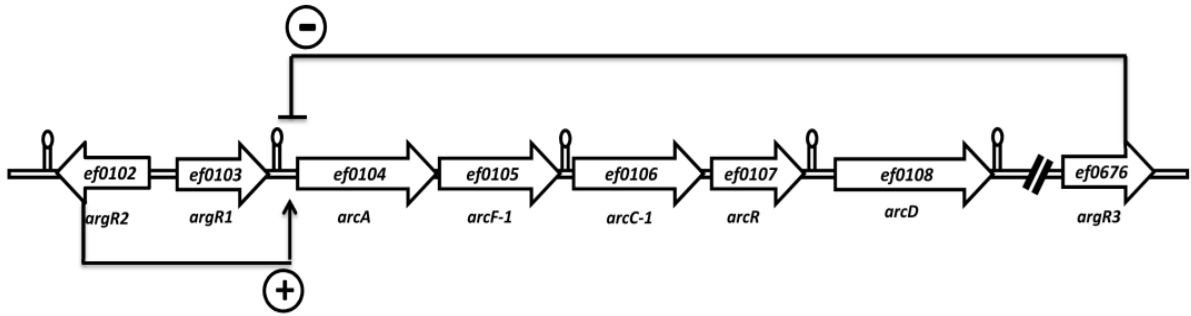 -
ef0102 ef0103 ef0104 ef0105 ef0106 ef0107 ef0108 ef0676
argR2 argR1 arcA arcF-1 arcC-1 arcR arcD argR3
+